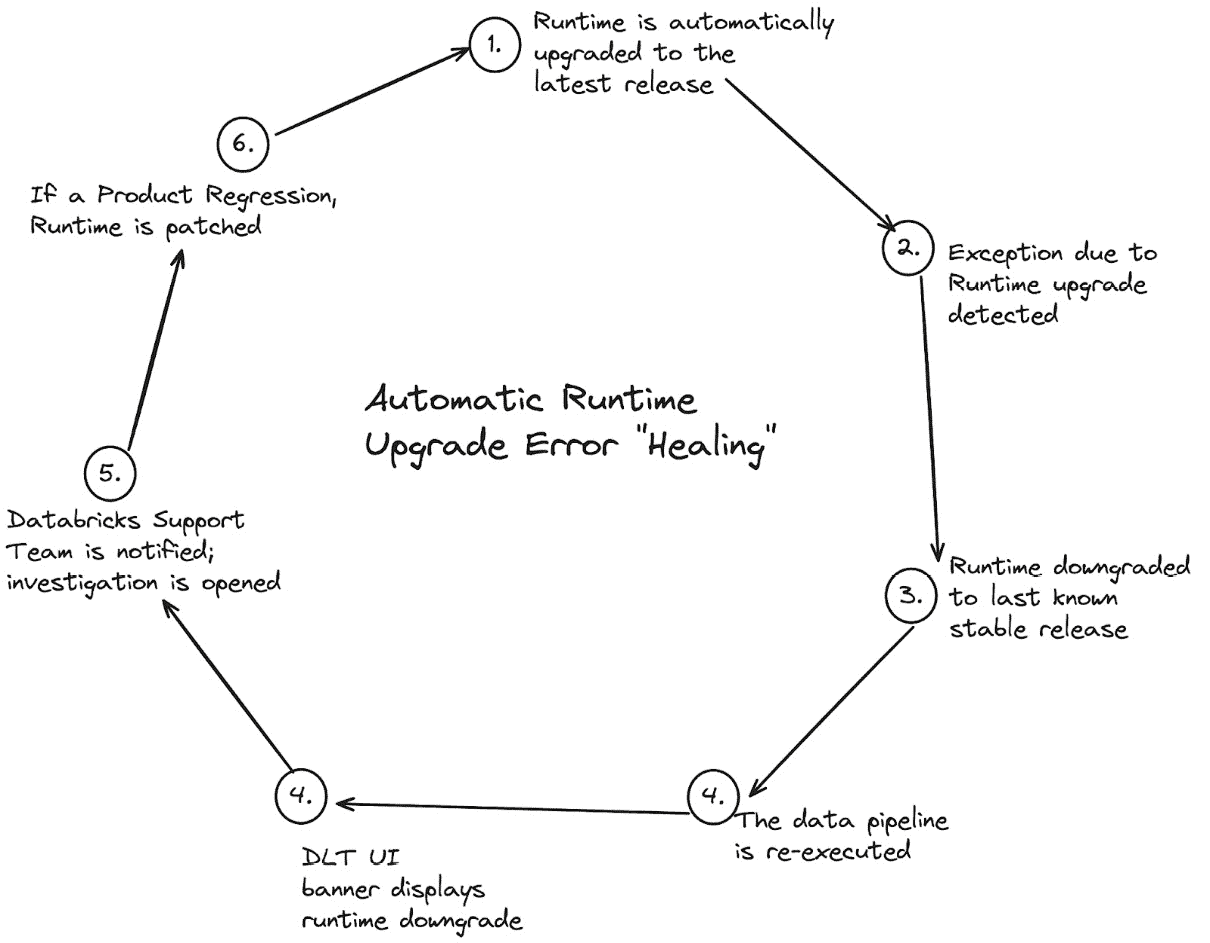 Automatic Runtime
Upgrade Error "Healing"
1.
Runtime is automatically
upgraded to the
latest release
2.
Exception due to
Runtime upgrade
detected
3.
Runtime downgraded
to last known
stable release
4.
The data pipeline
is re-executed
4.
DLT UI
banner displays
runtime downgrade
5.
Databricks Support
Team is notified;
investigation is opened
6.
If a Product Regression,
Runtime is patched